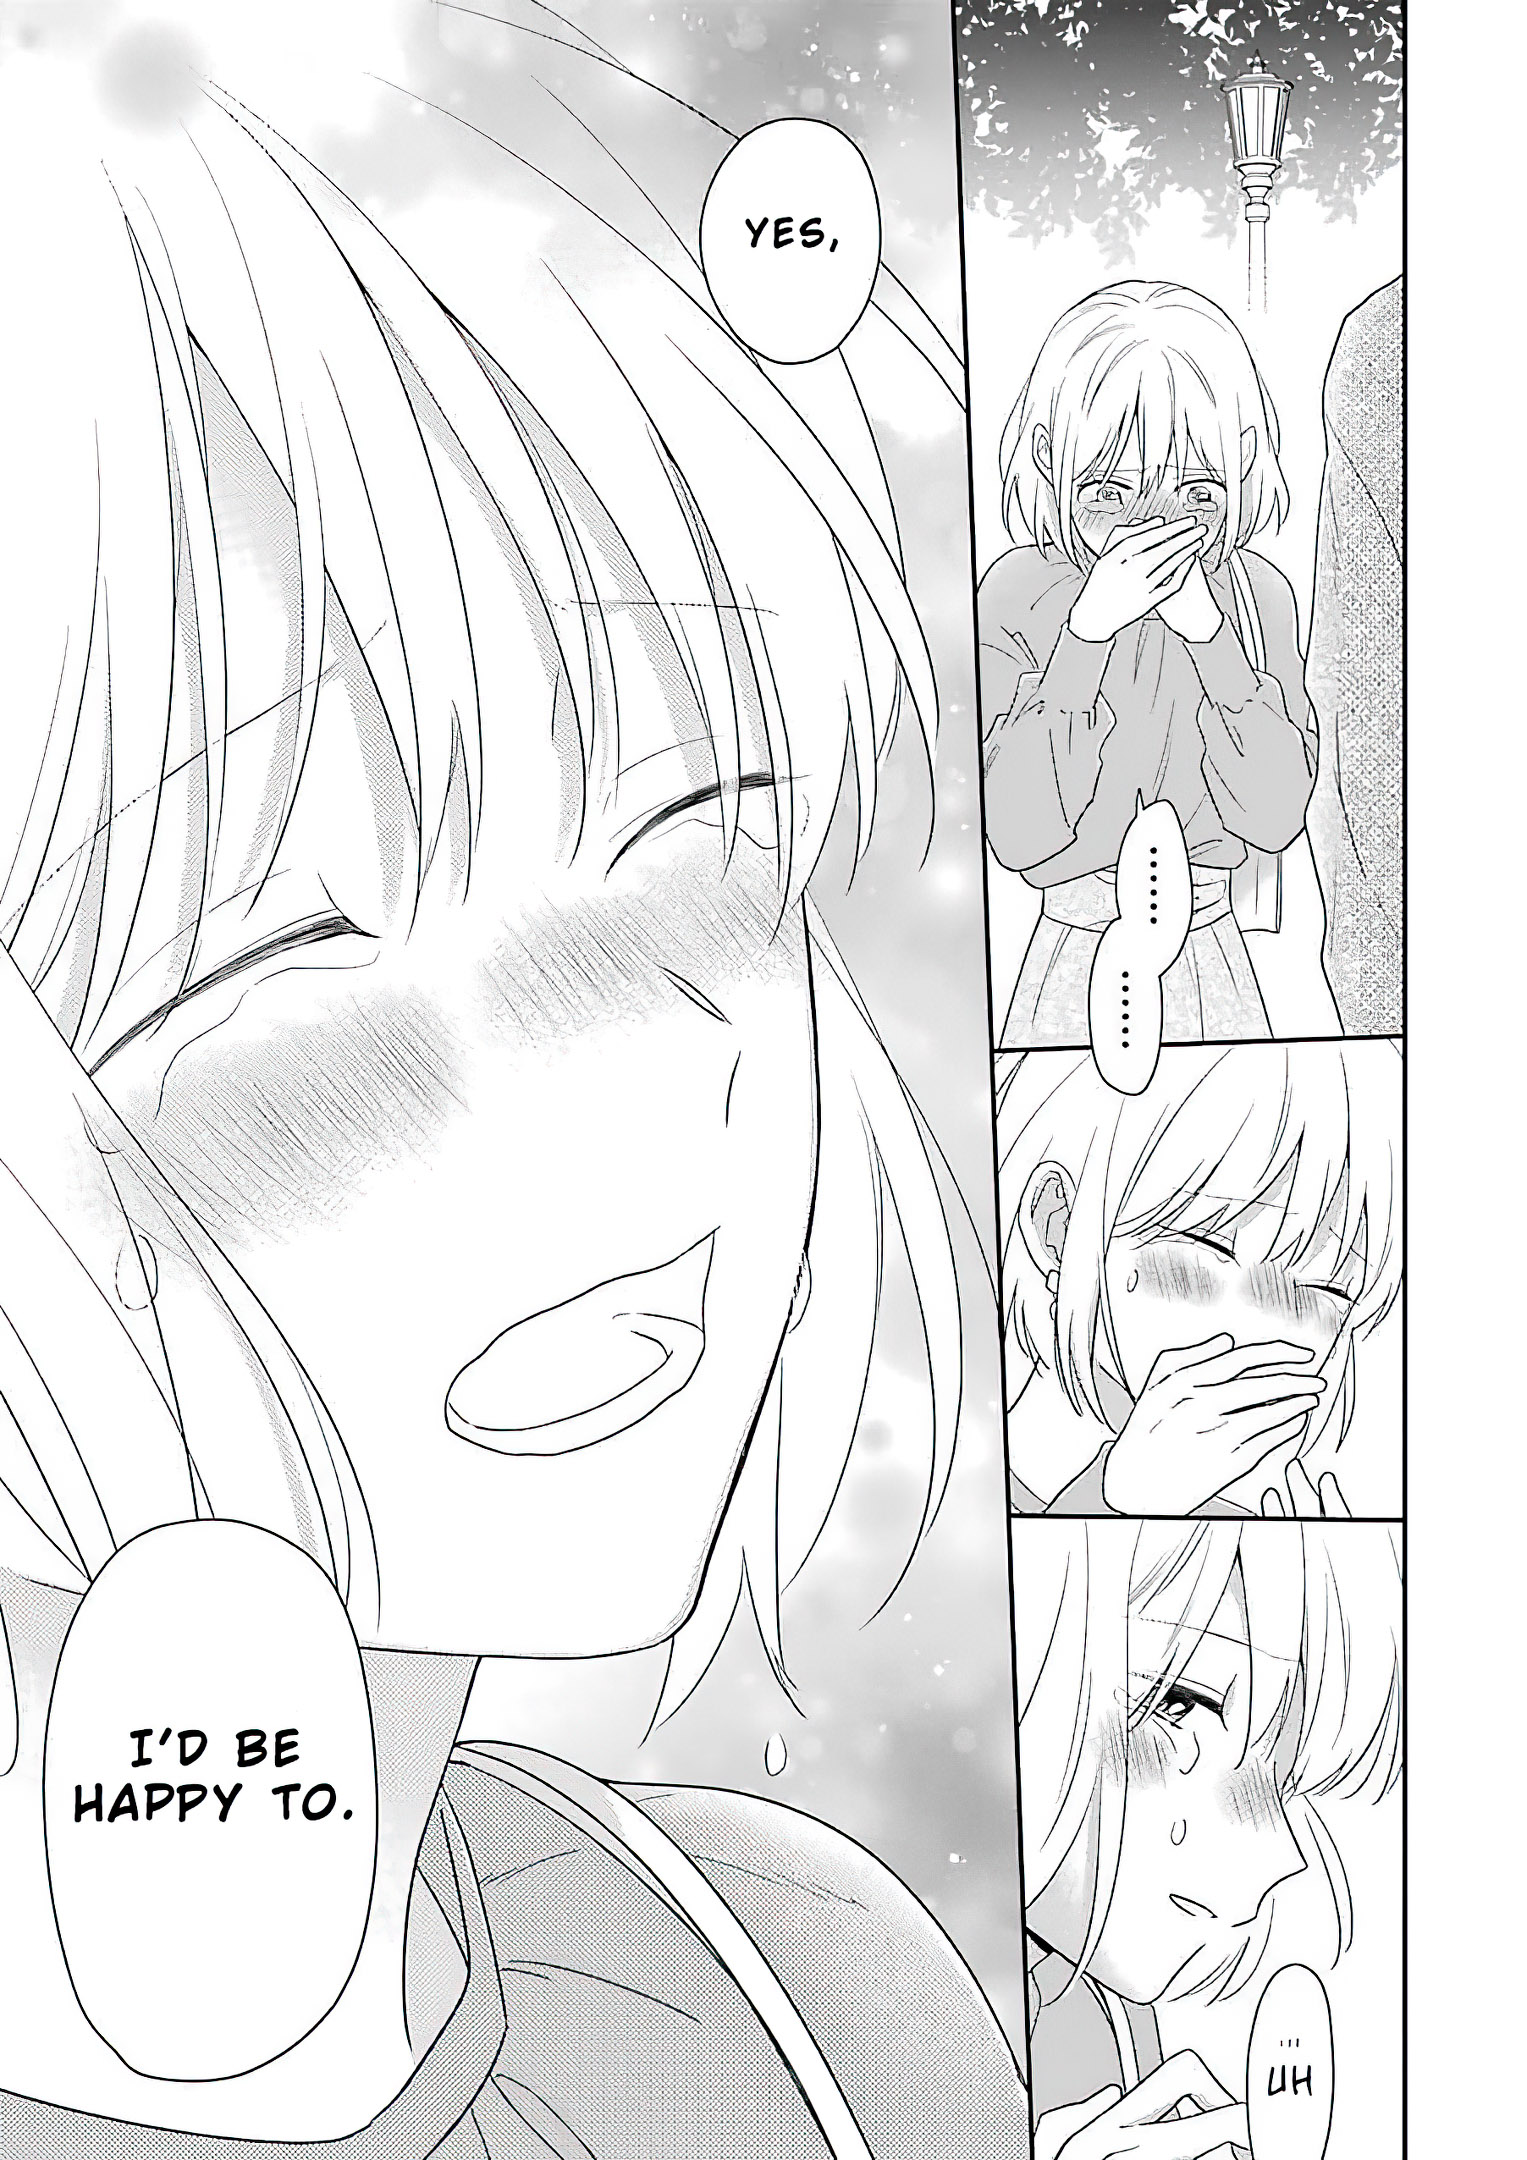 ......
......
...
UH
YES,
I'D BE
HAPPY TO.